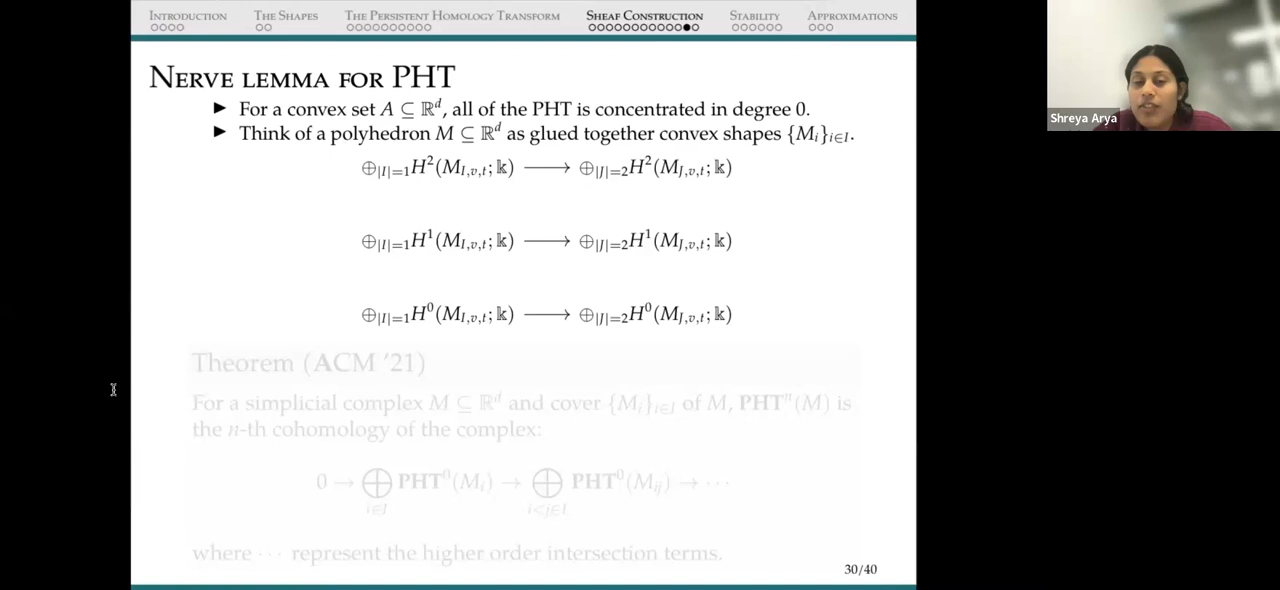 INTRODUCTION THE SHAPES THE PERSISTENT HOMOLOGY TRANSFORM SHEAF CONSTRUCTION STABILITY APPROXIMATIONS
NERVE LEMMA FOR PHT
▶ For a convex set A ⊆ ℝ^d, all of the PHT is concentrated in degree 0.
▶ Think of a polyhedron M ⊆ ℝ^d as glued together convex shapes {M_i}_{i∈I}.
⊕_{|I|=1}H^2(M_{I,v,t}; 𝕜) ⟶ ⊕_{|J|=2}H^2(M_{J,v,t}; 𝕜)
⊕_{|I|=1}H^1(M_{I,v,t}; 𝕜) ⟶ ⊕_{|J|=2}H^1(M_{J,v,t}; 𝕜)
⊕_{|I|=1}H^0(M_{I,v,t}; 𝕜) ⟶ ⊕_{|J|=2}H^0(M_{J,v,t}; 𝕜)
Theorem (ACM '21)
For a simplicial complex M ⊆ ℝ^d and cover {M_i}_{i∈I} of M, PHT^n(M) is
the n-th cohomology of the complex:
0 → ⊕_{i∈I} PHT^0(M_i) → ⊕_{i<j∈I} PHT^0(M_{ij}) → ⋯
where ⋯ represent the higher order intersection terms.
30/40
Shreya Arya